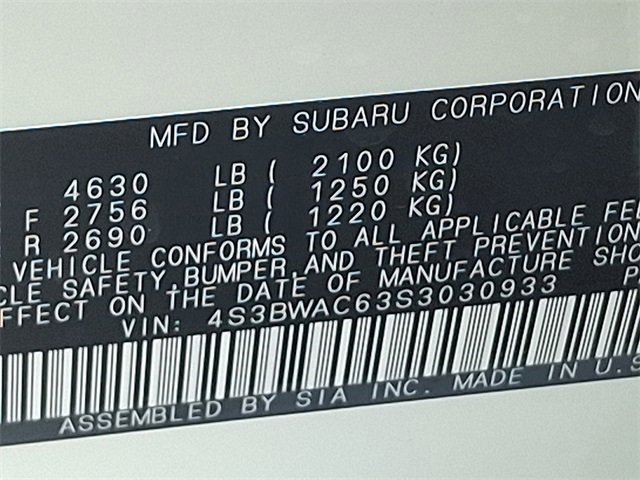 MFD BY SUBARU CORPORATION
4630 LB ( 2100 KG)
F 2756 LB ( 1250 KG)
R 2690 LB ( 1220 KG)
VEHICLE CONFORMS TO ALL APPLICABLE FE
CLE SAFETY,BUMPER,AND THEFT PREVENTION
FFECT ON THE DATE OF MANUFACTURE SHO
VIN: 4S3BWAC63S3030933 P
ASSEMBLED BY SIA INC. MADE IN U.S